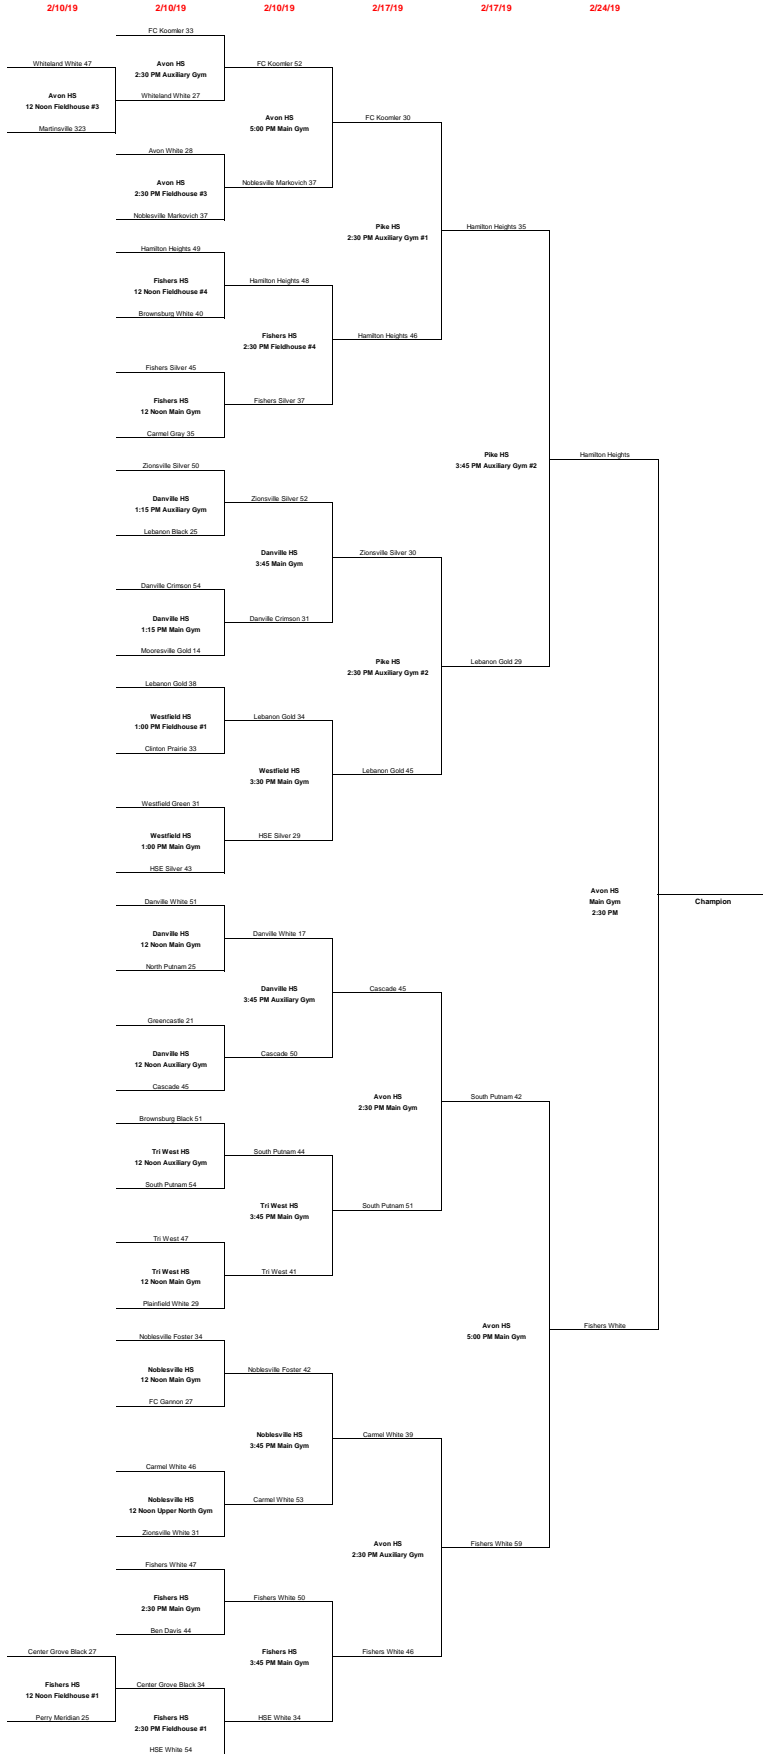 2/10/19 2/10/19 2/10/19 2/17/19 2/17/19 2/24/19
FC Koomler 33
Whiteland White 47
Avon HS
2:30 PM Auxiliary Gym
FC Koomler 52
Avon HS
12 Noon Fieldhouse #3
Whiteland White 27
Martinsville 323
Avon HS
5:00 PM Main Gym
FC Koomler 30
Avon White 28
Avon HS
2:30 PM Fieldhouse #3
Noblesville Markovich 37
Noblesville Markovich 37
Pike HS
2:30 PM Auxiliary Gym #1
Hamilton Heights 35
Hamilton Heights 49
Fishers HS
12 Noon Fieldhouse #4
Hamilton Heights 48
Brownsburg White 40
Fishers HS
2:30 PM Fieldhouse #4
Hamilton Heights 46
Fishers Silver 45
Fishers HS
12 Noon Main Gym
Fishers Silver 37
Carmel Gray 35
Pike HS
3:45 PM Auxiliary Gym #2
Hamilton Heights
Zionsville Silver 50
Danville HS
1:15 PM Auxiliary Gym
Zionsville Silver 52
Lebanon Black 25
Danville HS
3:45 Main Gym
Zionsville Silver 30
Danville Crimson 54
Danville HS
1:15 PM Main Gym
Danville Crimson 31
Mooresville Gold 14
Pike HS
2:30 PM Auxiliary Gym #2
Lebanon Gold 29
Lebanon Gold 38
Westfield HS
1:00 PM Fieldhouse #1
Lebanon Gold 34
Clinton Prairie 33
Westfield HS
3:30 PM Main Gym
Lebanon Gold 45
Westfield Green 31
Westfield HS
1:00 PM Main Gym
HSE Silver 29
HSE Silver 43
Avon HS
Main Gym
2:30 PM
Champion
Danville White 51
Danville HS
12 Noon Main Gym
Danville White 17
North Putnam 25
Danville HS
3:45 PM Auxiliary Gym
Cascade 45
Greencastle 21
Danville HS
12 Noon Auxiliary Gym
Cascade 50
Cascade 45
Avon HS
2:30 PM Main Gym
South Putnam 42
Brownsburg Black 51
Tri West HS
12 Noon Auxiliary Gym
South Putnam 44
South Putnam 54
Tri West HS
3:45 PM Main Gym
South Putnam 51
Tri West 47
Tri West HS
12 Noon Main Gym
Tri West 41
Plainfield White 29
Avon HS
5:00 PM Main Gym
Fishers White
Noblesville Foster 34
Noblesville HS
12 Noon Main Gym
Noblesville Foster 42
FC Gannon 27
Noblesville HS
3:45 PM Main Gym
Carmel White 39
Carmel White 46
Noblesville HS
12 Noon Upper North Gym
Carmel White 53
Zionsville White 31
Avon HS
2:30 PM Auxiliary Gym
Fishers White 59
Fishers White 47
Fishers HS
2:30 PM Main Gym
Fishers White 50
Ben Davis 44
Fishers HS
3:45 PM Main Gym
Fishers White 46
Center Grove Black 27
Fishers HS
12 Noon Fieldhouse #1
Center Grove Black 34
Perry Meridian 25
Fishers HS
2:30 PM Fieldhouse #1
HSE White 34
HSE White 54